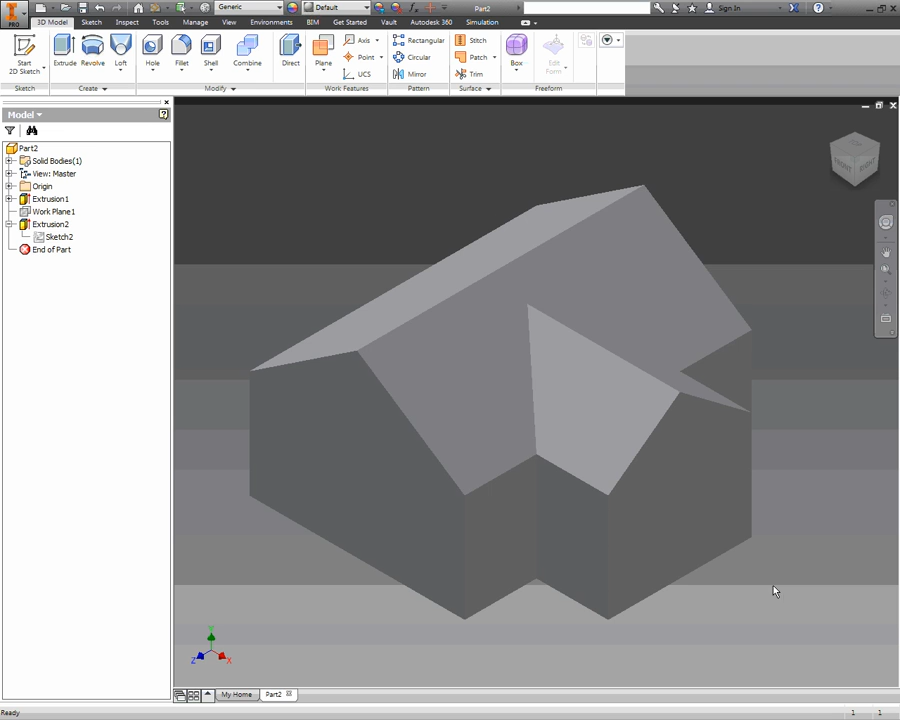 Generic
Default
Part2
Sign In
PRO
3D Model
Sketch
Inspect
Tools
Manage
View
Environments
BIM
Get Started
Vault
Autodesk 360
Simulation
Start
2D Sketch
Extrude
Revolve
Loft
Hole
Fillet
Shell
Combine
Direct
Plane
Axis
Point
UCS
Rectangular
Circular
Mirror
Stitch
Patch
Trim
Box
Edit
Form
Sketch
Create
Modify
Work Features
Pattern
Surface
Freeform
Model
Part2
Solid Bodies(1)
View: Master
Origin
Extrusion1
Work Plane1
Extrusion2
Sketch2
End of Part
FRONT
RIGHT
Y
Z
X
My Home
Part2
Ready
1
1